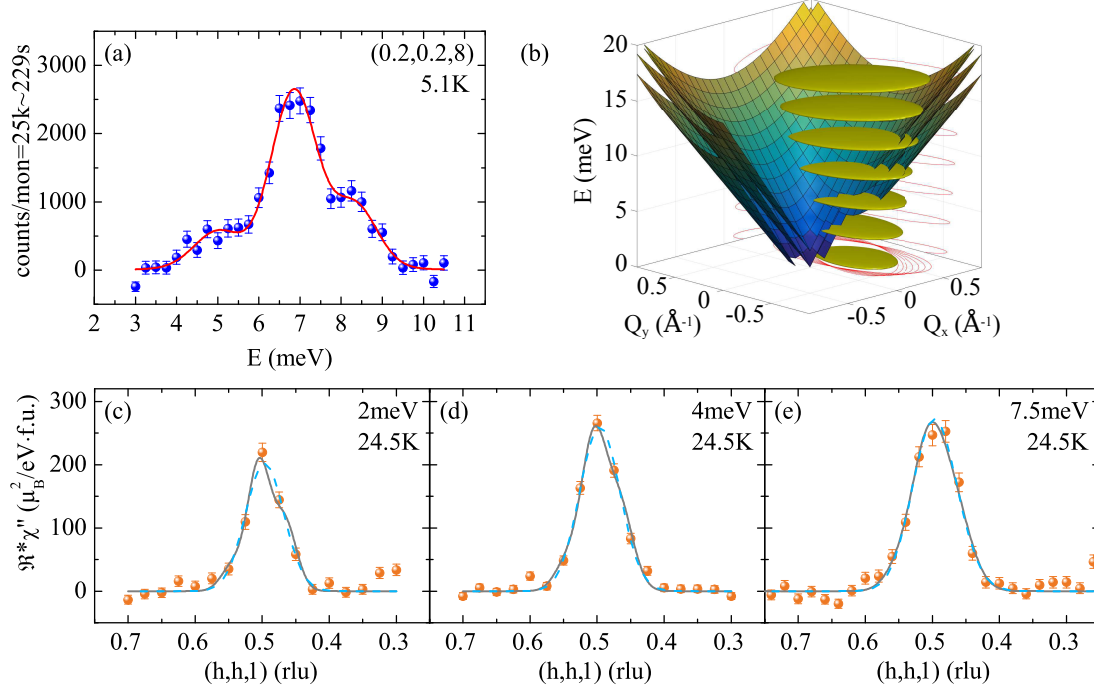 (a)
(0.2,0.2,8)
5.1K
3000
2000
1000
0
counts/mon=25k~229s
2 3 4 5 6 7 8 9 10 11
E (meV)
(b)
20
15
10
5
0
E (meV)
0.5 0 -0.5
Q_y (Å⁻¹)
-0.5 0 0.5
Q_x (Å⁻¹)
(c)
2meV
24.5K
(d)
4meV
24.5K
(e)
7.5meV
24.5K
300
200
100
0
ℜ*χ'' (μ_B²/eV·f.u.)
0.7 0.6 0.5 0.4 0.3
0.7 0.6 0.5 0.4 0.3
0.7 0.6 0.5 0.4 0.3
(h,h,l) (rlu)
(h,h,l) (rlu)
(h,h,l) (rlu)